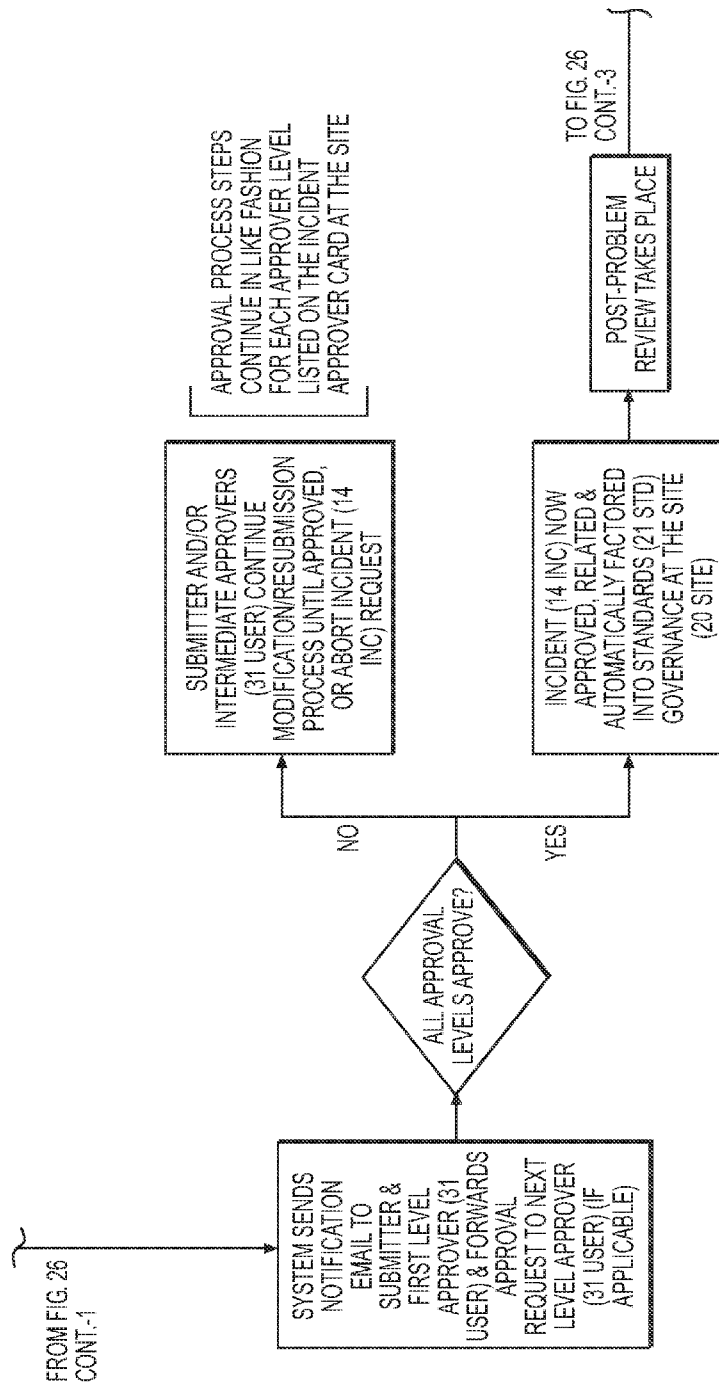 FROM FIG. 26
CONT.-1
SYSTEM SENDS
NOTIFICATION
EMAIL TO
SUBMITTER &
FIRST LEVEL
APPROVER (31
USER) & FORWARDS
APPROVAL
REQUEST TO NEXT
LEVEL APPROVER
(31 USER) (IF
APPLICABLE)
ALL APPROVAL
LEVELS APPROVE?
NO
YES
SUBMITTER AND/OR
INTERMEDIATE APPROVERS
(31 USER) CONTINUE
MODIFICATION/RESUBMISSION
PROCESS UNTIL APPROVED,
OR ABORT INCIDENT (14
INC) REQUEST
APPROVAL PROCESS STEPS
CONTINUE IN LIKE FASHION
FOR EACH APPROVER LEVEL
LISTED ON THE INCIDENT
APPROVER CARD AT THE SITE
INCIDENT (14 INC) NOW
APPROVED, RELATED &
AUTOMATICALLY FACTORED
INTO STANDARDS (21 STD)
GOVERNANCE AT THE SITE
(20 SITE)
POST-PROBLEM
REVIEW TAKES PLACE
TO FIG. 26
CONT.-3